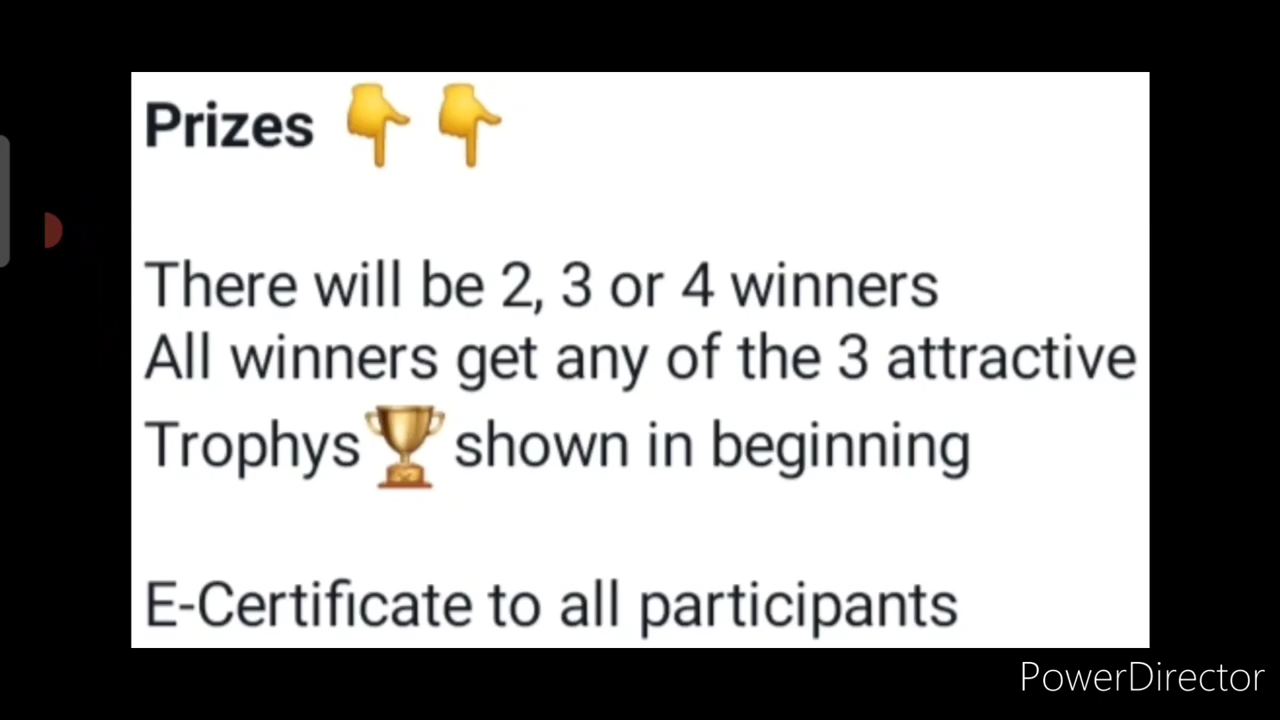 Prizes 👇 👇
There will be 2, 3 or 4 winners
All winners get any of the 3 attractive
Trophys🏆 shown in beginning
E-Certificate to all participants
PowerDirector